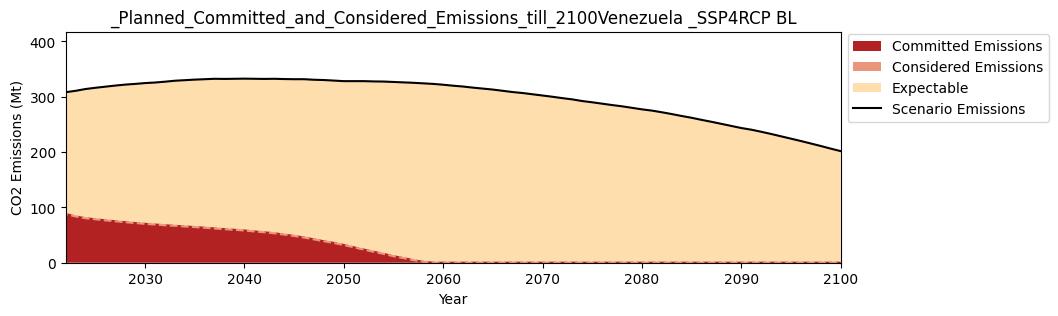 _Planned_Committed_and_Considered_Emissions_till_2100Venezuela _SSP4RCP BL
400
300
200
100
0
CO2 Emissions (Mt)
2030 2040 2050 2060 2070 2080 2090 2100
Year
Committed Emissions
Considered Emissions
Expectable
Scenario Emissions